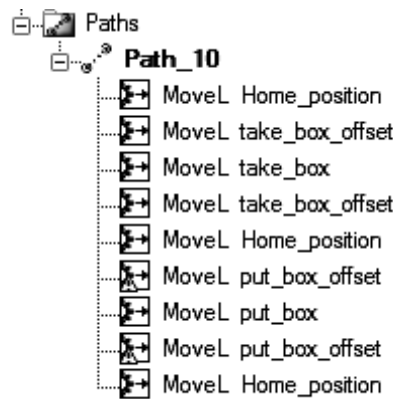 Paths
Path_10
MoveL Home_position
MoveL take_box_offset
MoveL take_box
MoveL take_box_offset
MoveL Home_position
MoveL put_box_offset
MoveL put_box
MoveL put_box_offset
MoveL Home_position